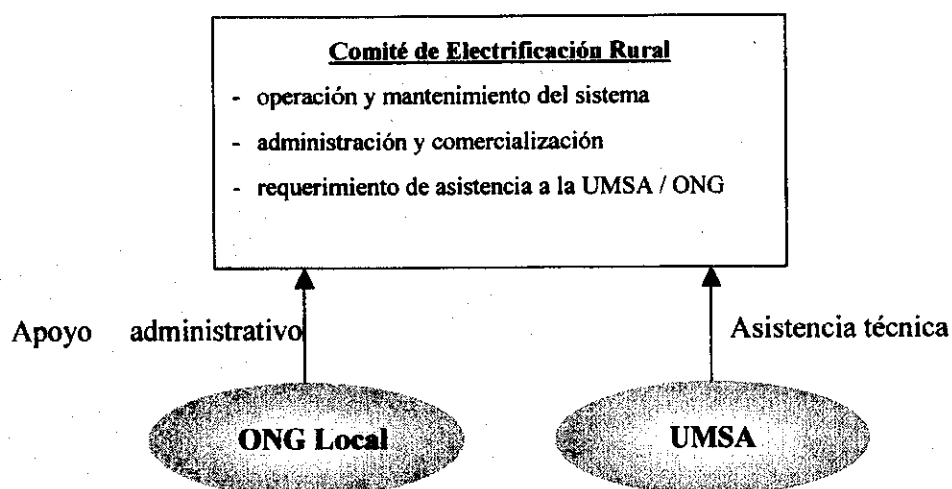 Comité de Electrificación Rural
- operación y mantenimiento del sistema
- administración y comercialización
- requerimiento de asistencia a la UMSA / ONG
Apoyo administrativo
Asistencia técnica
ONG Local
UMSA